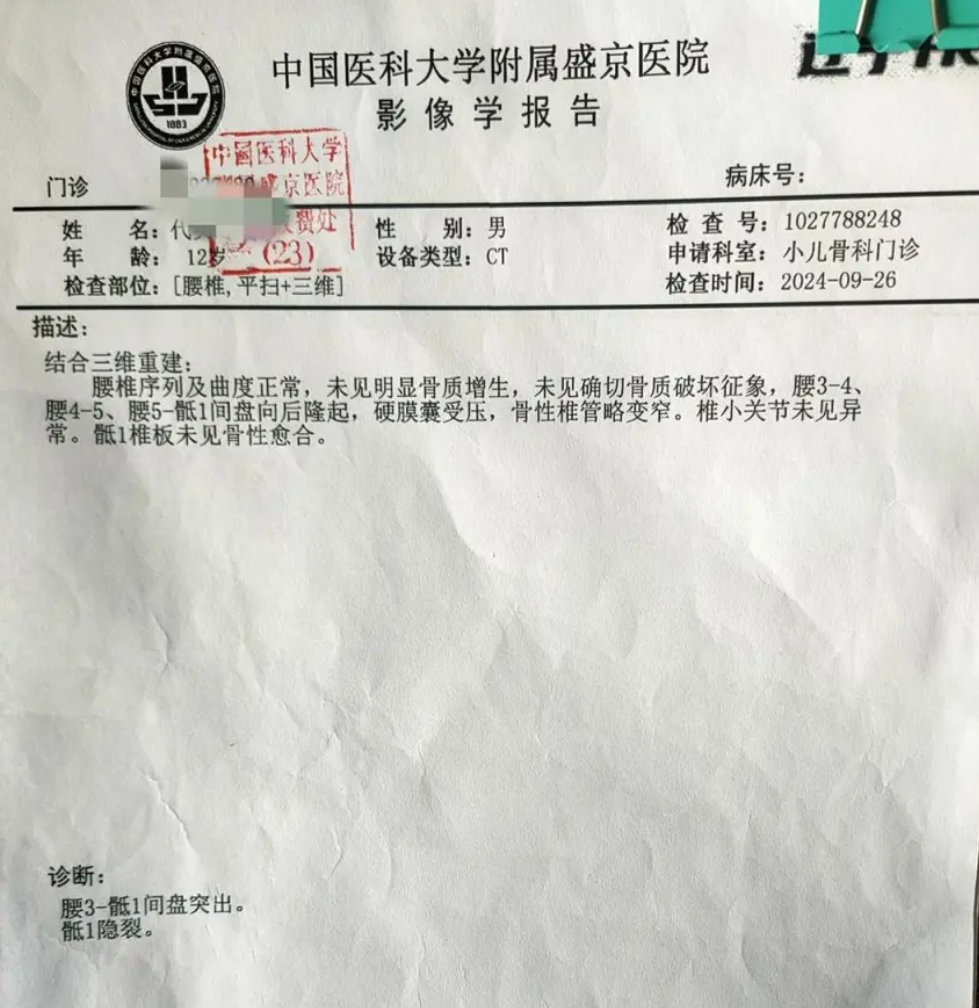 中国医科大学附属盛京医院
影像学报告
1883
中国医科大学
盛京医院
收费处
(23)
门诊
病床号:
姓 名:代
性 别:男
检 查 号:1027788248
年 龄:12岁
设备类型:CT
申请科室:小儿骨科门诊
检查部位:[腰椎,平扫+三维]
检查时间:2024-09-26
描述:
结合三维重建:
腰椎序列及曲度正常,未见明显骨质增生,未见确切骨质破坏征象,腰3-4、
腰4-5、腰5-骶1间盘向后隆起,硬膜囊受压,骨性椎管略变窄。椎小关节未见异
常。骶1椎板未见骨性愈合。
诊断:
腰3-骶1间盘突出。
骶1隐裂。